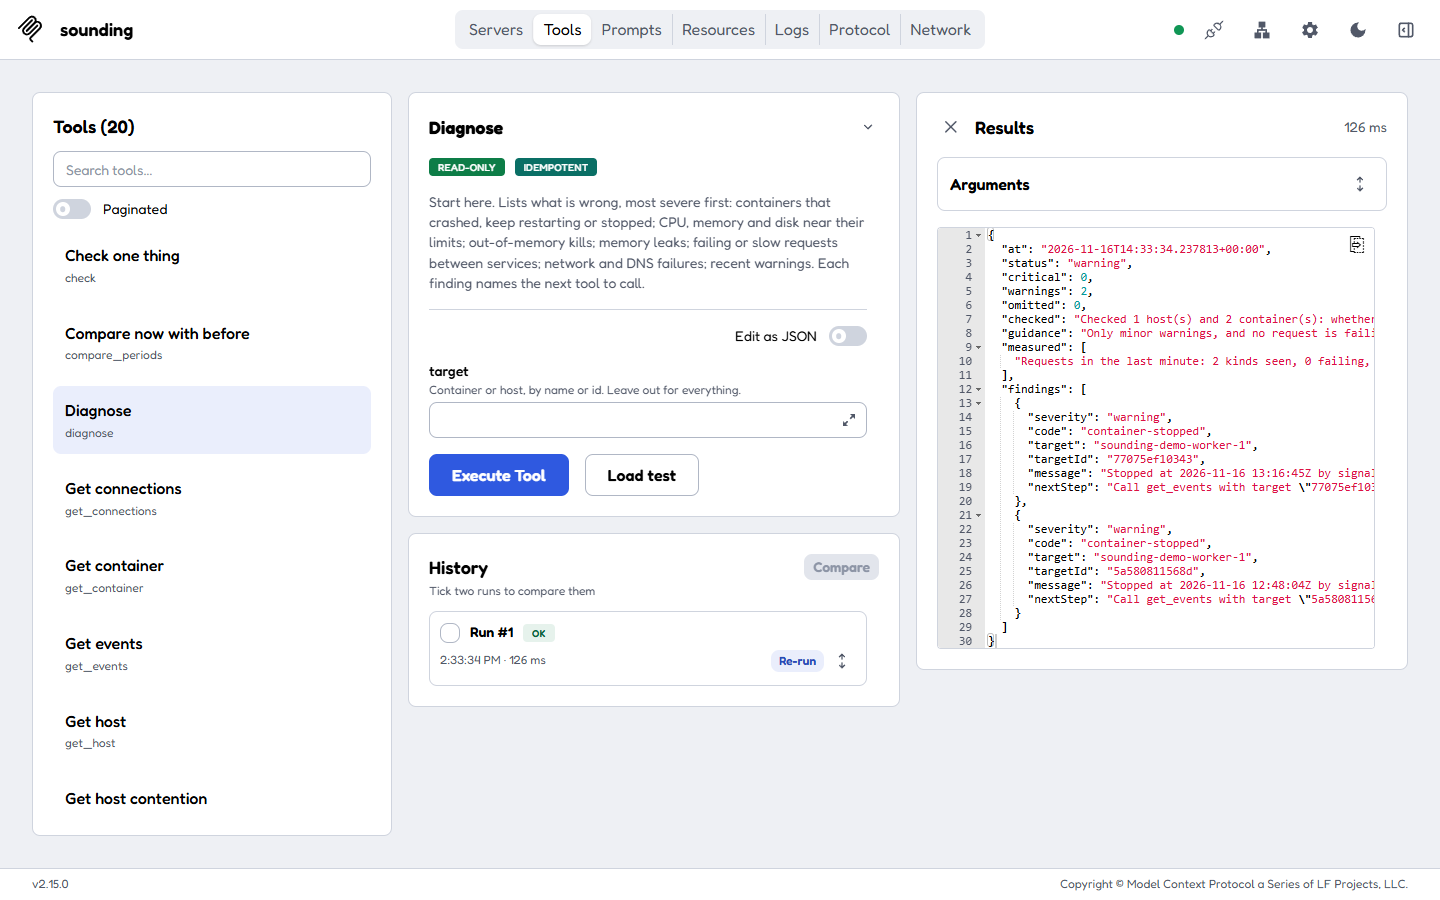 sounding
Servers Tools Prompts Resources Logs Protocol Network
Tools (20)
Search tools...
Paginated
Check one thing
check
Compare now with before
compare_periods
Diagnose
diagnose
Get connections
get_connections
Get container
get_container
Get events
get_events
Get host
get_host
Get host contention
Diagnose
READ-ONLY IDEMPOTENT
Start here. Lists what is wrong, most severe first: containers that
crashed, keep restarting or stopped; CPU, memory and disk near their
limits; out-of-memory kills; memory leaks; failing or slow requests
between services; network and DNS failures; recent warnings. Each
finding names the next tool to call.
Edit as JSON
target
Container or host, by name or id. Leave out for everything.
Execute Tool Load test
History Compare
Tick two runs to compare them
Run #1 OK
2:33:34 PM · 126 ms Re-run
Results 126 ms
Arguments
1 {
2 "at": "2026-11-16T14:33:34.237813+00:00",
3 "status": "warning",
4 "critical": 0,
5 "warnings": 2,
6 "omitted": 0,
7 "checked": "Checked 1 host(s) and 2 container(s): whether
8 "guidance": "Only minor warnings, and no request is faili
9 "measured": [
10 "Requests in the last minute: 2 kinds seen, 0 failing,
11 ],
12 "findings": [
13 {
14 "severity": "warning",
15 "code": "container-stopped",
16 "target": "sounding-demo-worker-1",
17 "targetId": "77075ef10343",
18 "message": "Stopped at 2026-11-16 13:16:45Z by signal
19 "nextStep": "Call get_events with target \"77075ef103
20 },
21 {
22 "severity": "warning",
23 "code": "container-stopped",
24 "target": "sounding-demo-worker-1",
25 "targetId": "5a580811568d",
26 "message": "Stopped at 2026-11-16 12:48:04Z by signal
27 "nextStep": "Call get_events with target \"5a58081156
28 }
29 ]
30 }
v2.15.0
Copyright © Model Context Protocol a Series of LF Projects, LLC.